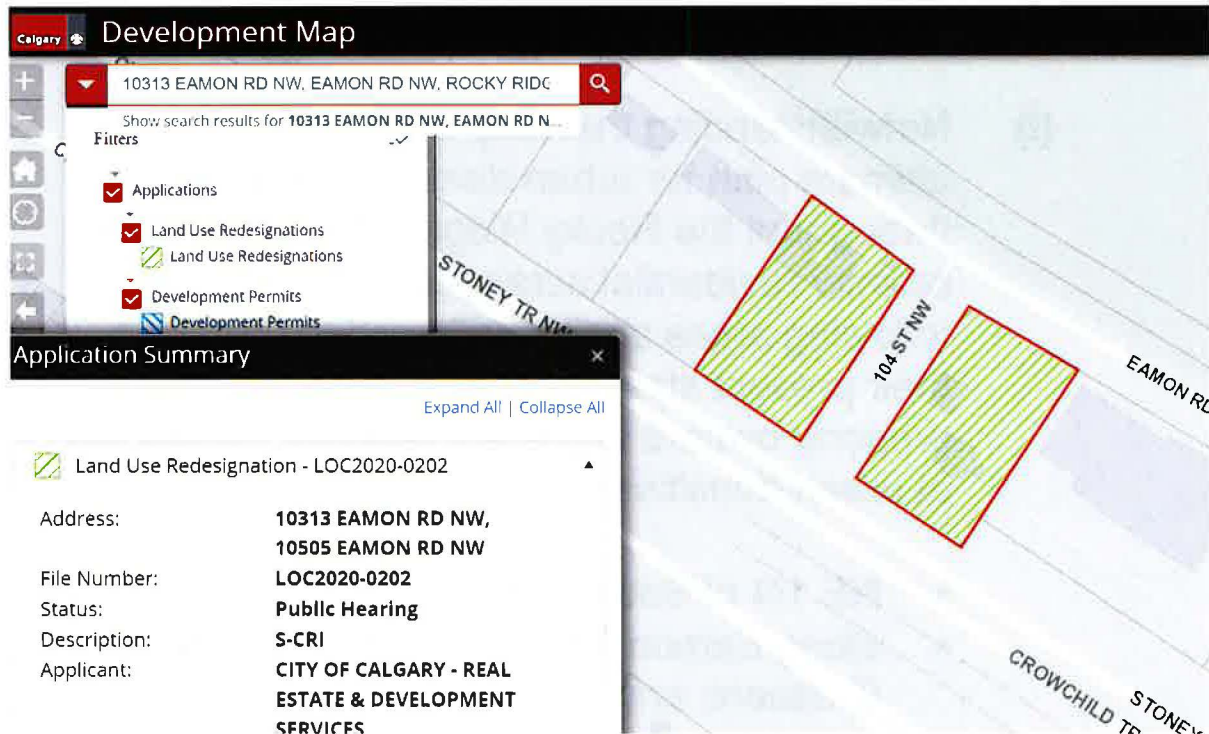 Calgary Development Map
10313 EAMON RD NW, EAMON RD NW, ROCKY RIDG
Show search results for 10313 EAMON RD NW, EAMON RD N...
Filters
Applications
Land Use Redesignations
Land Use Redesignations
Development Permits
Development Permits
Application Summary ×
Expand All | Collapse All
Land Use Redesignation - LOC2020-0202
Address: 10313 EAMON RD NW,
10505 EAMON RD NW
File Number: LOC2020-0202
Status: Public Hearing
Description: S-CRI
Applicant: CITY OF CALGARY - REAL
ESTATE & DEVELOPMENT
SERVICES
STONEY TR NW
104 ST NW
EAMON RD
CROWCHILD TR
STONEY